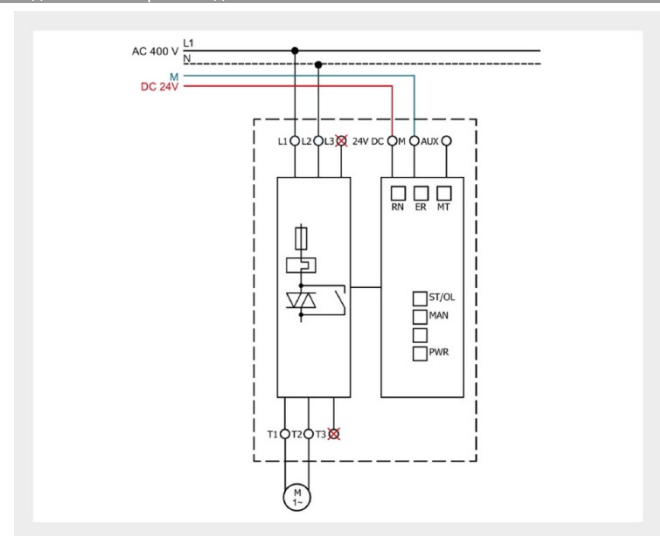 L1
AC 400 V
N
M
DC 24V
L1 L2 L3 24V DC M AUX
RN ER MT
ST/OL
MAN
PWR
T1 T2 T3
M
1~